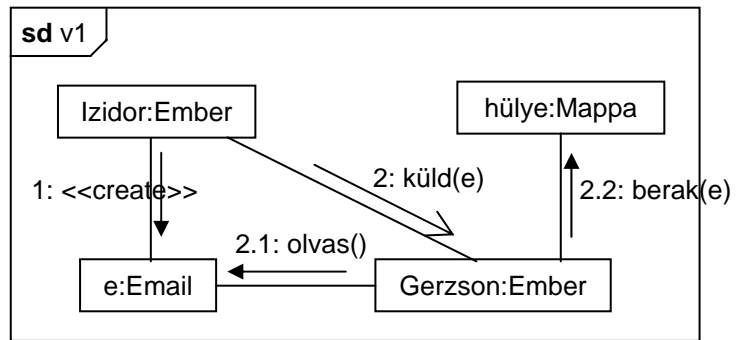 sd v1
Izidor:Ember
hülye:Mappa
1: <<create>>
2: küld(e)
2.2: berak(e)
2.1: olvas()
e:Email
Gerzson:Ember